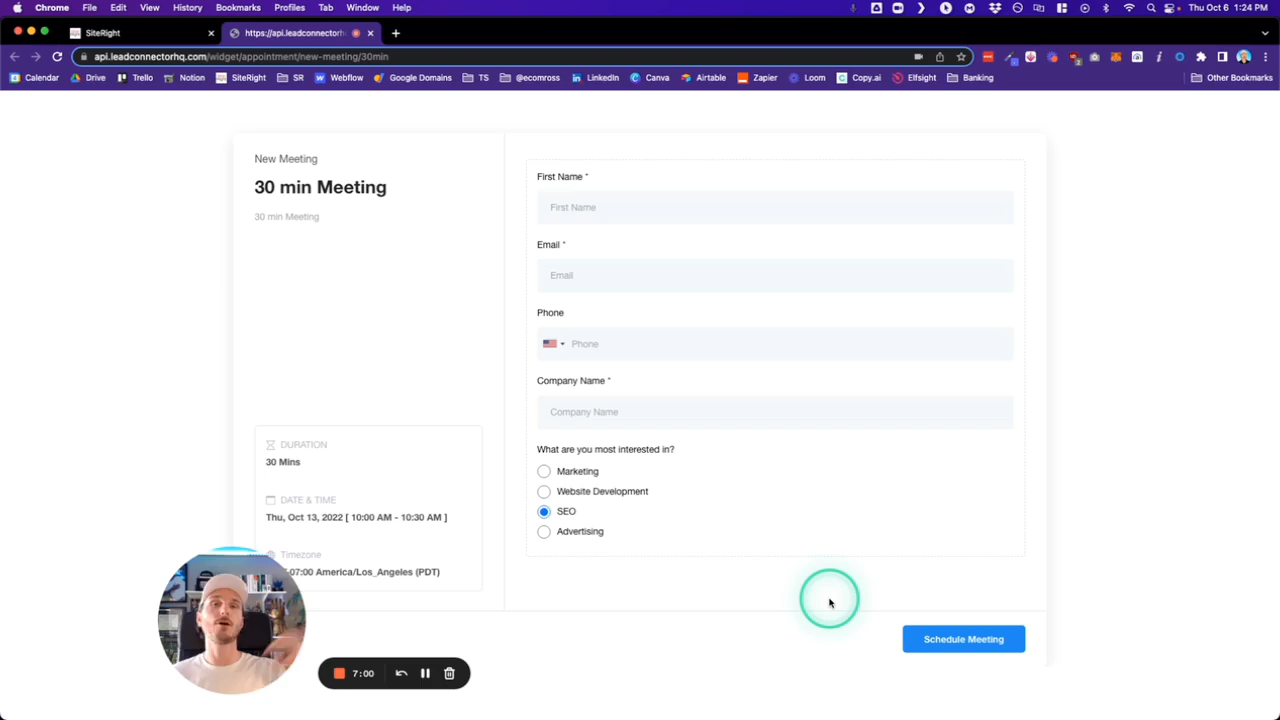 Chrome File Edit View History Bookmarks Profiles Tab Window Help Thu Oct 6 1:24 PM
SiteRight https://api.leadconnectorh
api.leadconnectorhq.com/widget/appointment/new-meeting/30min
Calendar Drive Trello Notion SiteRight SR Webflow Google Domains TS @ecomross LinkedIn Canva Airtable Zapier Loom Copy.ai Elfsight Banking Other Bookmarks
New Meeting
30 min Meeting
30 min Meeting
DURATION
30 Mins
DATE & TIME
Thu, Oct 13, 2022 [ 10:00 AM - 10:30 AM ]
Timezone
-07:00 America/Los_Angeles (PDT)
First Name *
First Name
Email *
Email
Phone
Phone
Company Name *
Company Name
What are you most interested in?
Marketing
Website Development
SEO
Advertising
Schedule Meeting
7:00